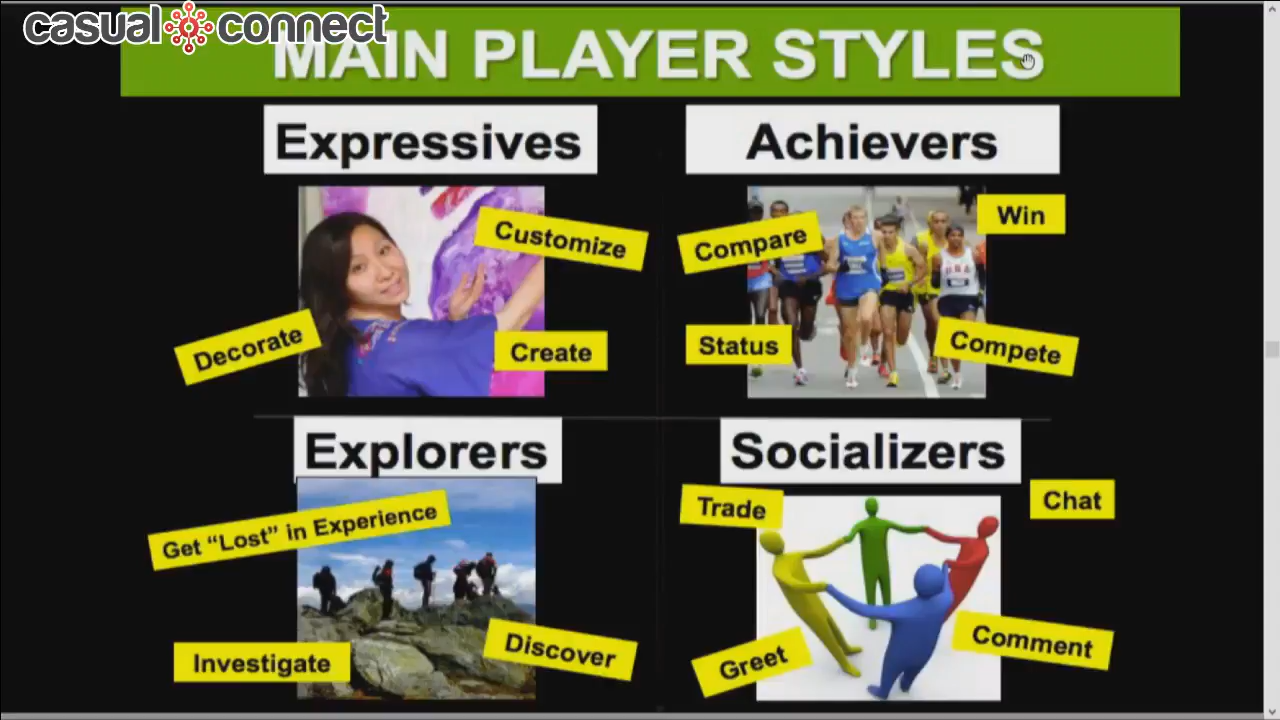 casual connect
MAIN PLAYER STYLES
Expressives
Customize
Decorate
Create
Achievers
Compare
Win
Status
Compete
Explorers
Get “Lost” in Experience
Investigate
Discover
Socializers
Trade
Chat
Greet
Comment